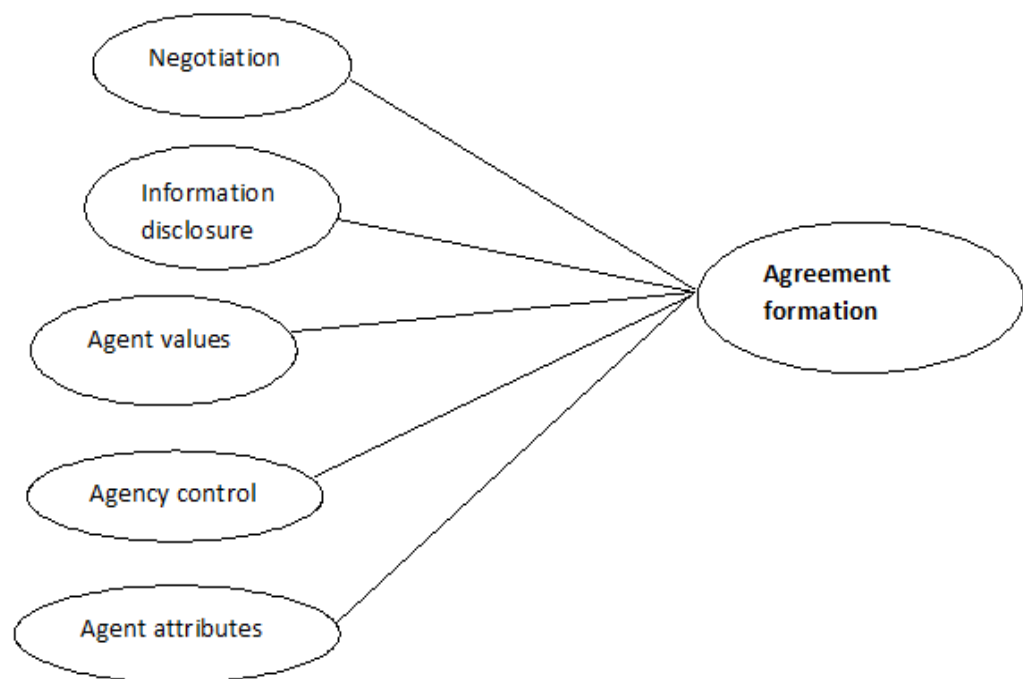 Negotiation
Information
disclosure
Agent values
Agency control
Agent attributes
Agreement
formation